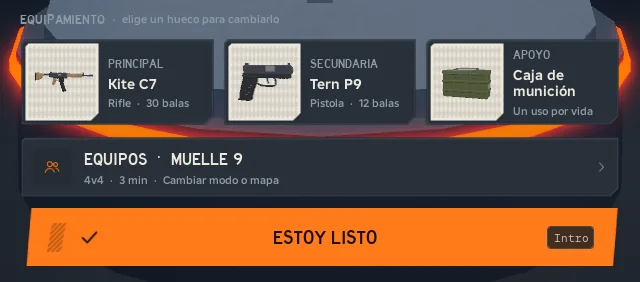 EQUIPAMIENTO · elige un hueco para cambiarlo
PRINCIPAL
Kite C7
Rifle · 30 balas
SECUNDARIA
Tern P9
Pistola · 12 balas
APOYO
Caja de
munición
Un uso por vida
EQUIPOS · MUELLE 9
4v4 · 3 min · Cambiar modo o mapa
ESTOY LISTO
Intro